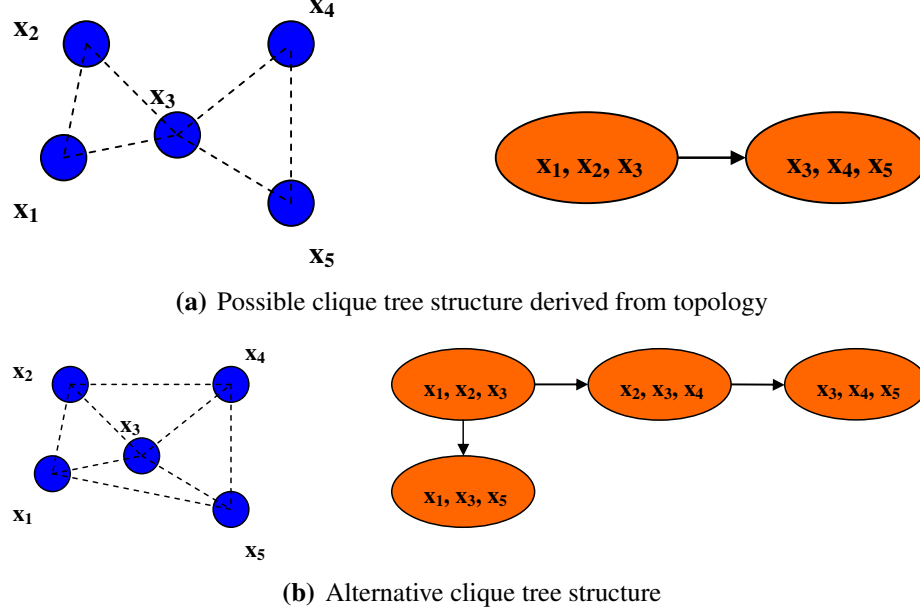 x₄
x₂
x₃
x₁, x₂, x₃
x₃, x₄, x₅
x₁
x₅
(a) Possible clique tree structure derived from topology
x₄
x₂
x₁, x₂, x₃
x₂, x₃, x₄
x₃, x₄, x₅
x₃
x₁, x₃, x₅
x₁
x₅
(b) Alternative clique tree structure